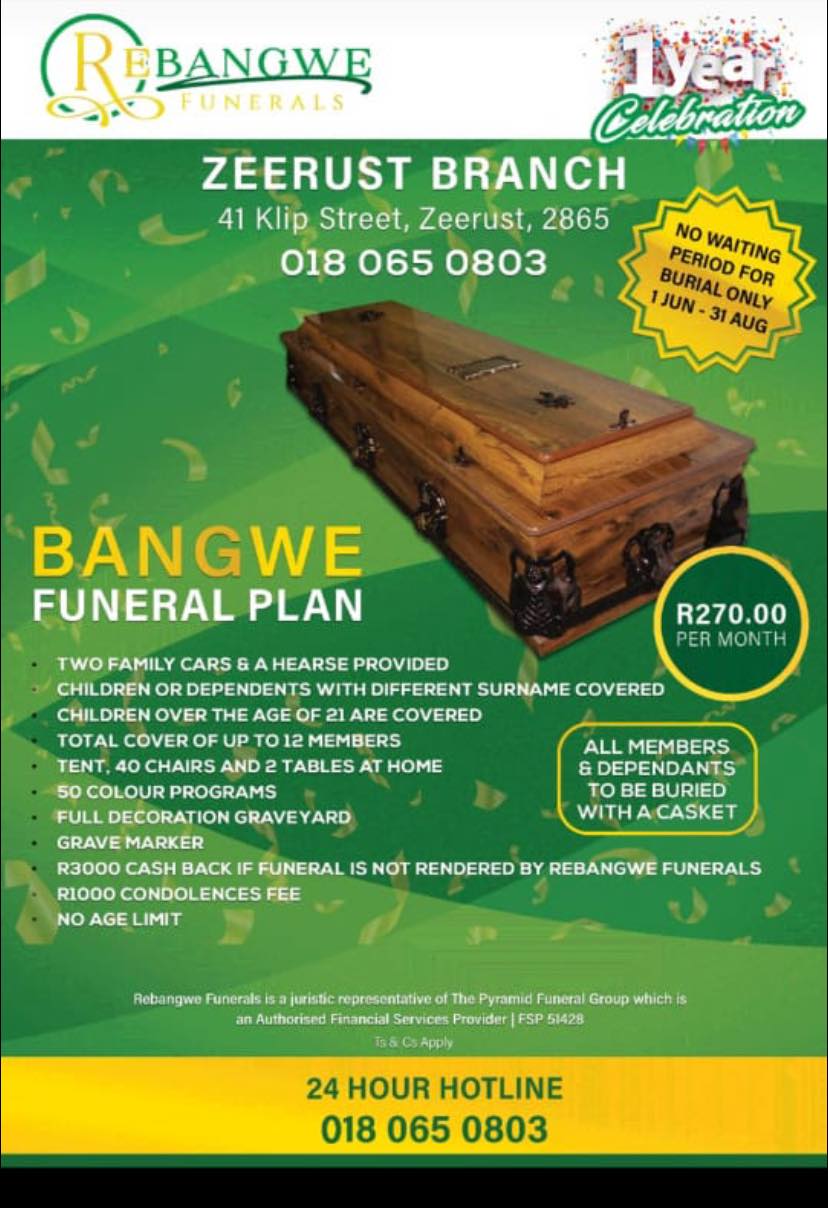 REBANGWE
FUNERALS
1 year
Celebration
ZEERUST BRANCH
41 Klip Street, Zeerust, 2865
018 065 0803
NO WAITING
PERIOD FOR
BURIAL ONLY
1 JUN - 31 AUG
BANGWE
FUNERAL PLAN
R270.00
PER MONTH
• TWO FAMILY CARS & A HEARSE PROVIDED
• CHILDREN OR DEPENDENTS WITH DIFFERENT SURNAME COVERED
• CHILDREN OVER THE AGE OF 21 ARE COVERED
• TOTAL COVER OF UP TO 12 MEMBERS
• TENT, 40 CHAIRS AND 2 TABLES AT HOME
• 50 COLOUR PROGRAMS
• FULL DECORATION GRAVEYARD
• GRAVE MARKER
• R3000 CASH BACK IF FUNERAL IS NOT RENDERED BY REBANGWE FUNERALS
• R1000 CONDOLENCES FEE
• NO AGE LIMIT
ALL MEMBERS
& DEPENDANTS
TO BE BURIED
WITH A CASKET
Rebangwe Funerals is a juristic representative of The Pyramid Funeral Group which is
an Authorised Financial Services Provider | FSP 51428
Ts & Cs Apply
24 HOUR HOTLINE
018 065 0803